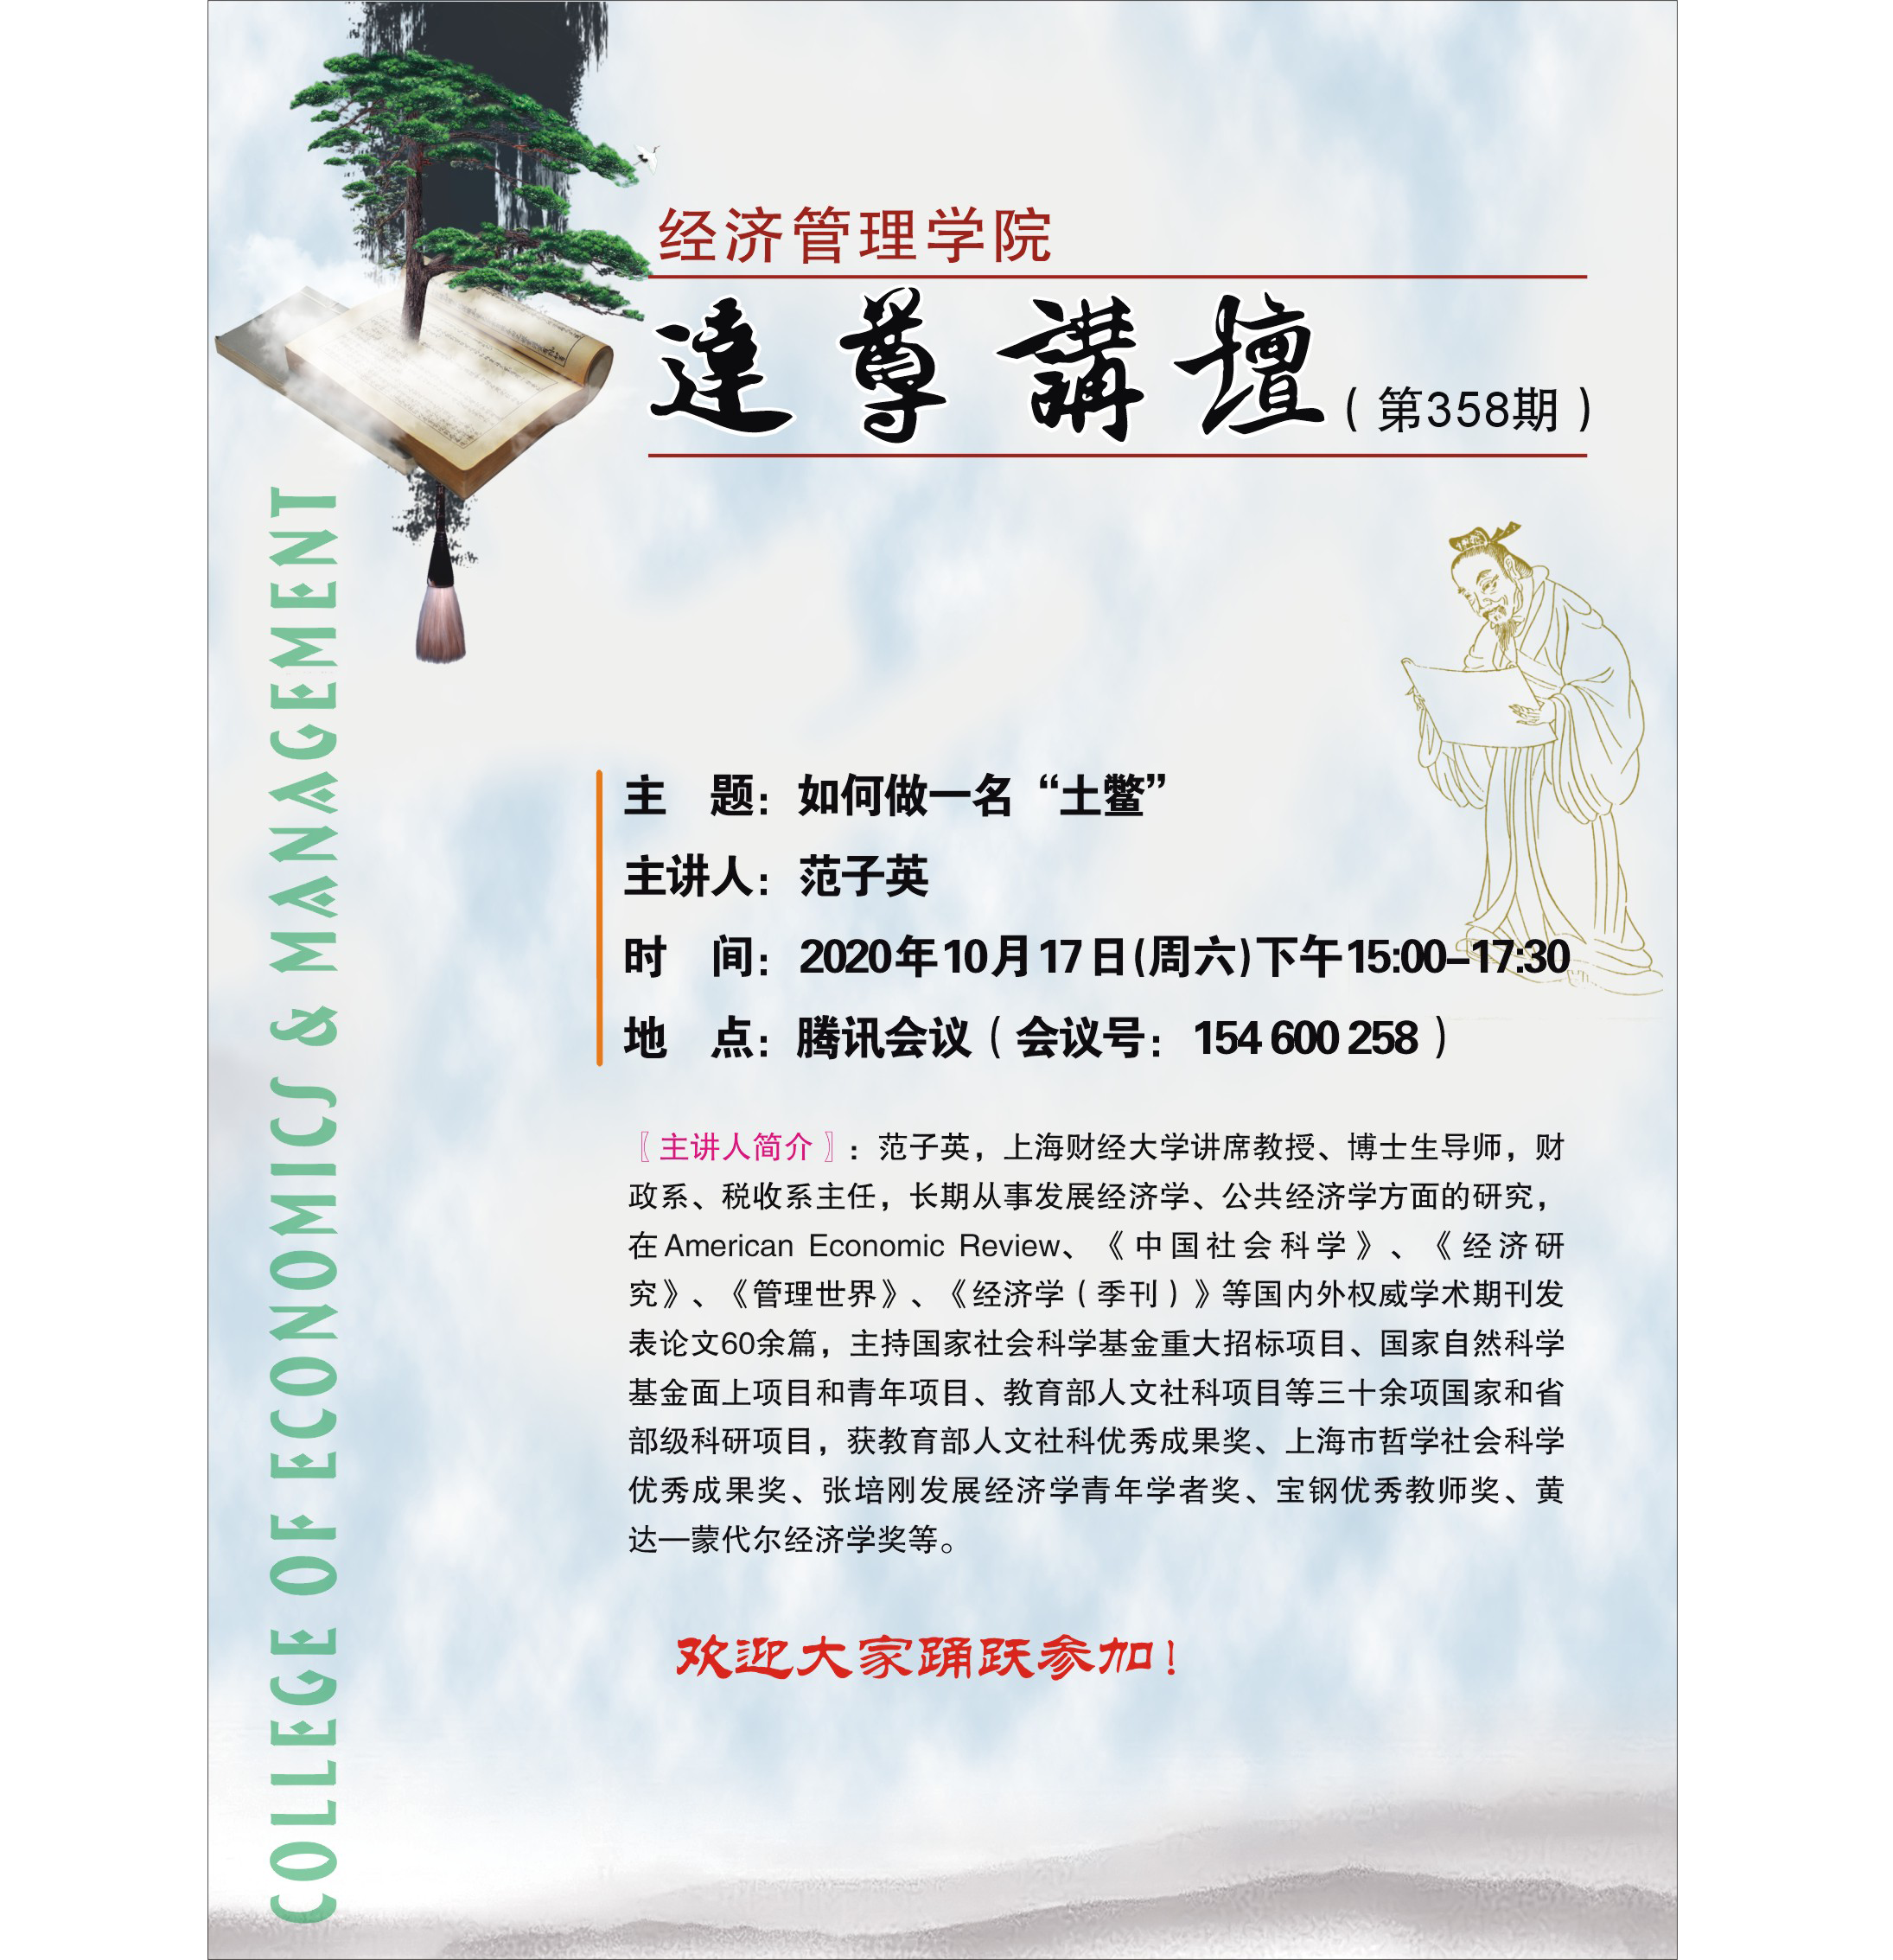 经济管理学院
達尊講壇（第358期）
COLLEGE OF ECONOMICS & MANAGEMENT
主　题：如何做一名“土鳖”
主讲人：范子英
时　间：2020年10月17日(周六)下午15:00–17:30
地　点：腾讯会议（会议号：154 600 258）
〖主讲人简介〗：范子英，上海财经大学讲席教授、博士生导师，财
政系、税收系主任，长期从事发展经济学、公共经济学方面的研究，
在American Economic Review、《中国社会科学》、《经济研
究》、《管理世界》、《经济学（季刊）》等国内外权威学术期刊发
表论文60余篇，主持国家社会科学基金重大招标项目、国家自然科学
基金面上项目和青年项目、教育部人文社科项目等三十余项国家和省
部级科研项目，获教育部人文社科优秀成果奖、上海市哲学社会科学
优秀成果奖、张培刚发展经济学青年学者奖、宝钢优秀教师奖、黄
达—蒙代尔经济学奖等。
欢迎大家踊跃参加！